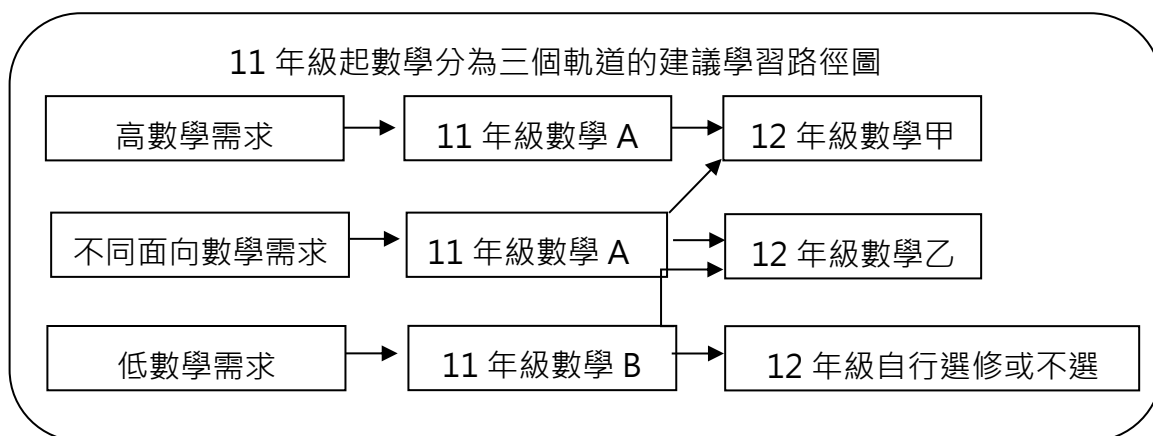 11 年級起數學分為三個軌道的建議學習路徑圖
高數學需求
11 年級數學 A
12 年級數學甲
不同面向數學需求
11 年級數學 A
12 年級數學乙
低數學需求
11 年級數學 B
12 年級自行選修或不選